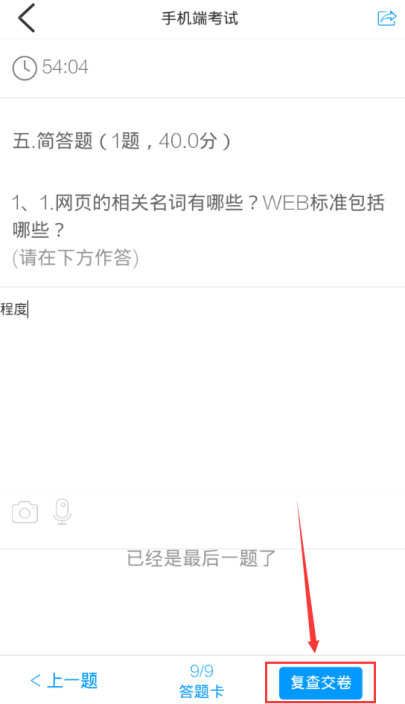 手机端考试
54:04
五.简答题（1题，40.0分）
1、1.网页的相关名词有哪些？WEB标准包括
哪些？
(请在下方作答)
程度
已经是最后一题了
< 上一题
9/9
答题卡
复查交卷